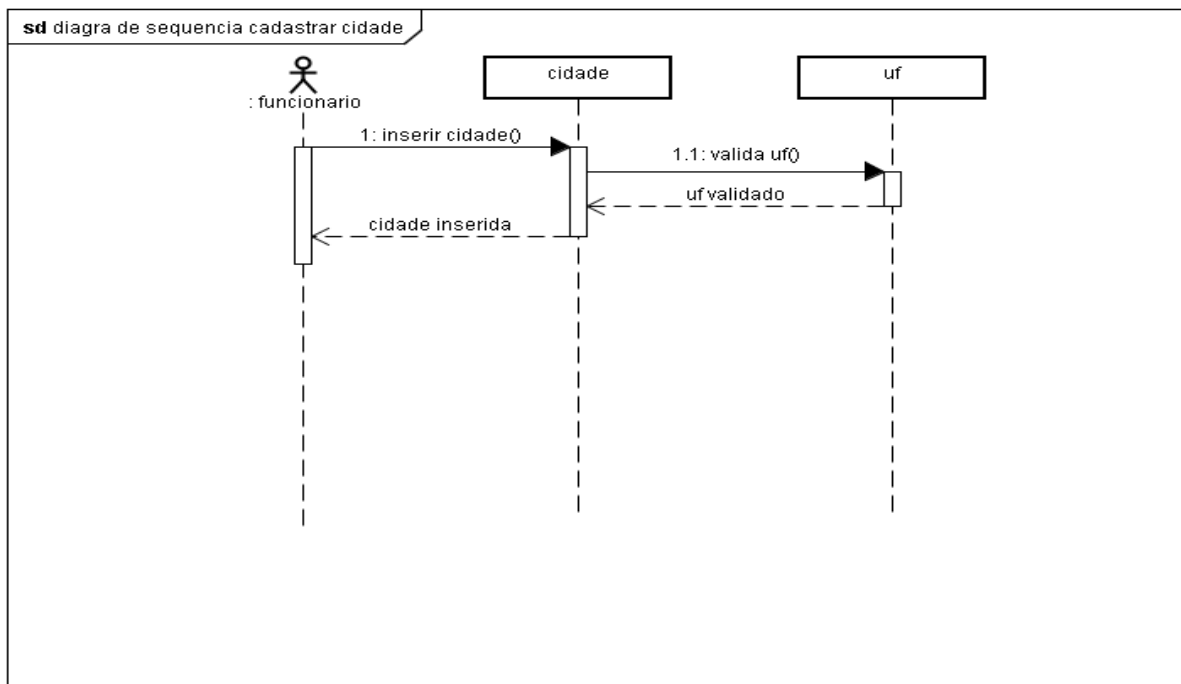 sd diagra de sequencia cadastrar cidade
: funcionario
cidade
uf
1: inserir cidade()
1.1: valida uf()
uf validado
cidade inserida